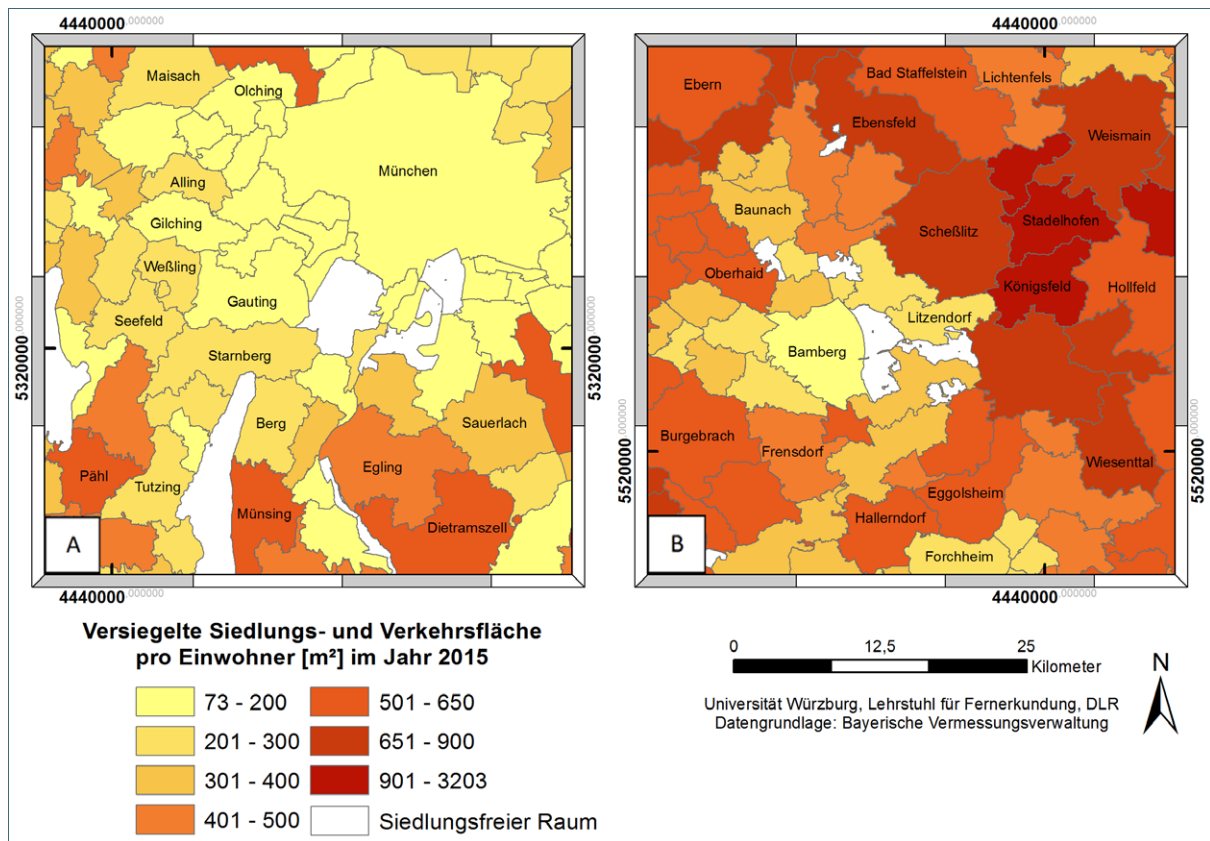 4440000,000000
4440000,000000
Maisach
Olching
München
Alling
Gilching
Weßling
Gauting
Seefeld
Starnberg
Berg
Sauerlach
Egling
Pähl
Tutzing
Münsing
Dietramszell
A
5320000,000000
5320000,000000
4440000,000000
Ebern
Bad Staffelstein
Lichtenfels
Ebensfeld
Weismain
Baunach
Stadelhofen
Scheßlitz
Oberhaid
Königsfeld
Hollfeld
Litzendorf
Bamberg
Burgebrach
Frensdorf
Wiesenttal
Eggolsheim
Hallerndorf
Forchheim
B
5520000,000000
5520000,000000
4440000,000000
Versiegelte Siedlungs- und Verkehrsfläche
pro Einwohner [m²] im Jahr 2015
73 - 200
201 - 300
301 - 400
401 - 500
501 - 650
651 - 900
901 - 3203
Siedlungsfreier Raum
0 12,5 25
Kilometer
N
Universität Würzburg, Lehrstuhl für Fernerkundung, DLR
Datengrundlage: Bayerische Vermessungsverwaltung